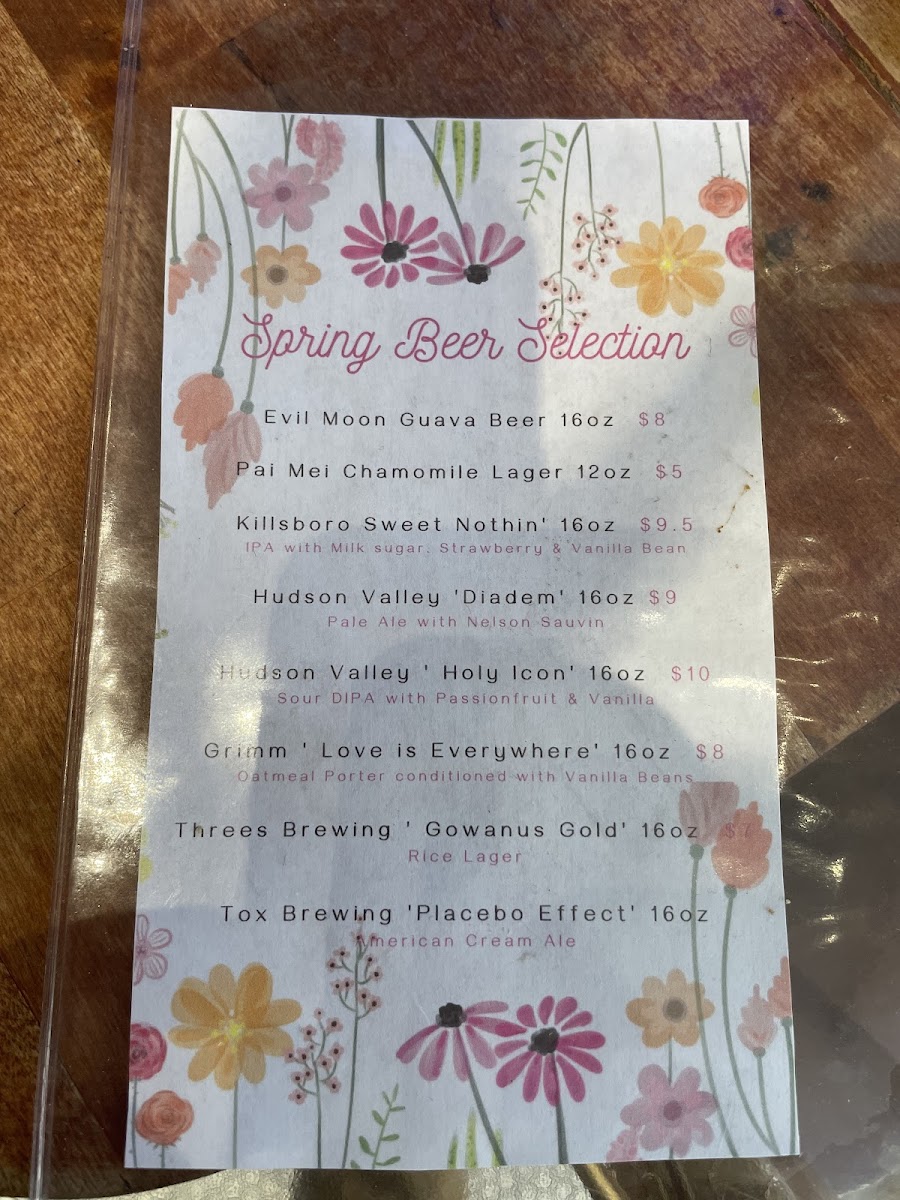 Spring Beer Selection
Evil Moon Guava Beer 16oz $8
Pai Mei Chamomile Lager 12oz $5
Killsboro Sweet Nothin' 16oz $9.5
IPA with Milk sugar, Strawberry & Vanilla Bean
Hudson Valley 'Diadem' 16oz $9
Pale Ale with Nelson Sauvin
Hudson Valley ' Holy Icon' 16oz $10
Sour DIPA with Passionfruit & Vanilla
Grimm ' Love is Everywhere' 16oz $8
Oatmeal Porter conditioned with Vanilla Beans
Threes Brewing ' Gowanus Gold' 16oz $7
Rice Lager
Tox Brewing 'Placebo Effect' 16oz
American Cream Ale